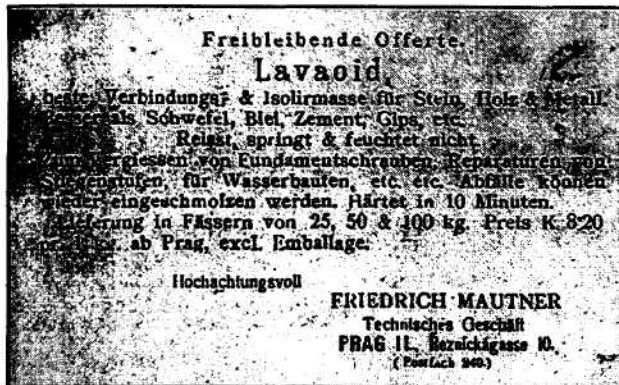 Freibleibende Offerte.
Lavaoid,
beste Verbindungs- & Isolirmasse für Stein, Holz & Metall.
als Schwefel, Blei, Zement, Gips, etc.
Reisst, springt & feuchtet nicht.
Zum Vergiessen von Fundamentschrauben, Reparaturen von
Stiegenstufen, für Wasserbauten, etc. etc. Abfälle können
wieder eingeschmolzen werden. Härtet in 10 Minuten.
Lieferung in Fässern von 25, 50 & 100 kg. Preis K 8·20
ab Prag, excl. Emballage.
Hochachtungsvoll
FRIEDRICH MAUTNER
Technisches Geschäft
PRAG II., Řeznickágasse 10.
(Postfach 240.)